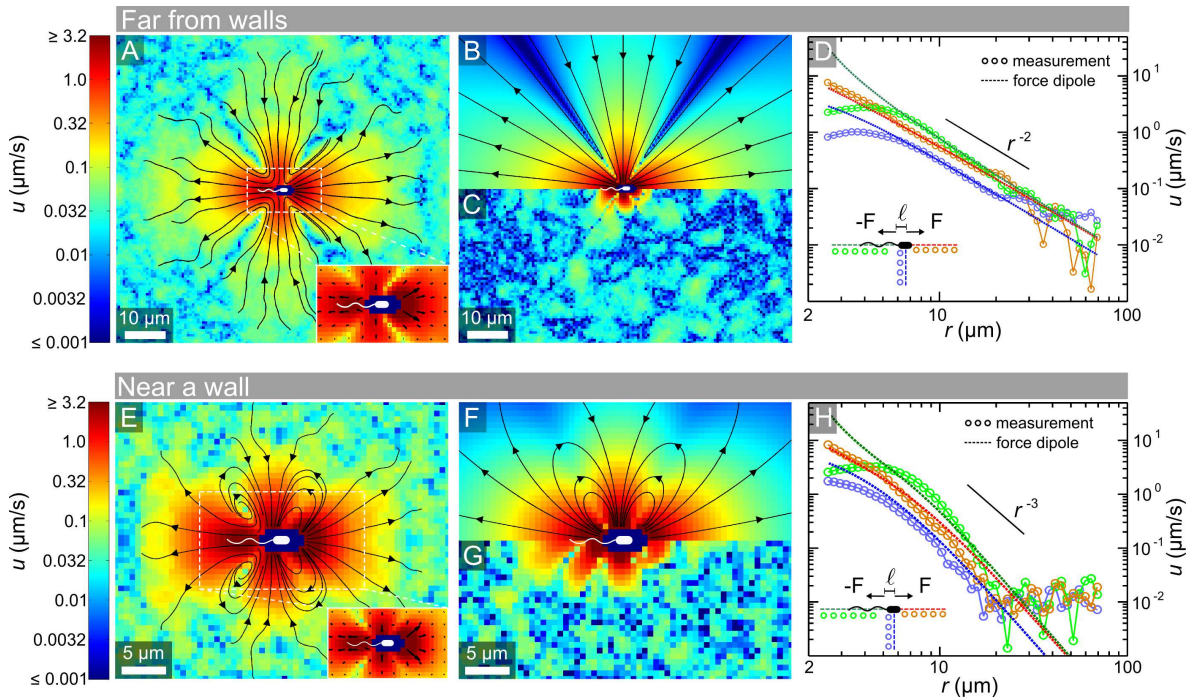 Far from walls
A
B
C
D
≥ 3.2
1.0
0.32
0.1
0.032
0.01
0.0032
≤ 0.001
u (μm/s)
10 μm
10 μm
measurement
force dipole
r⁻²
-F
ℓ
F
10¹
10⁰
10⁻¹
10⁻²
u (μm/s)
2
10
100
r (μm)
Near a wall
E
F
G
H
≥ 3.2
1.0
0.32
0.1
0.032
0.01
0.0032
≤ 0.001
u (μm/s)
5 μm
5 μm
measurement
force dipole
r⁻³
-F
ℓ
F
10¹
10⁰
10⁻¹
10⁻²
u (μm/s)
2
10
100
r (μm)